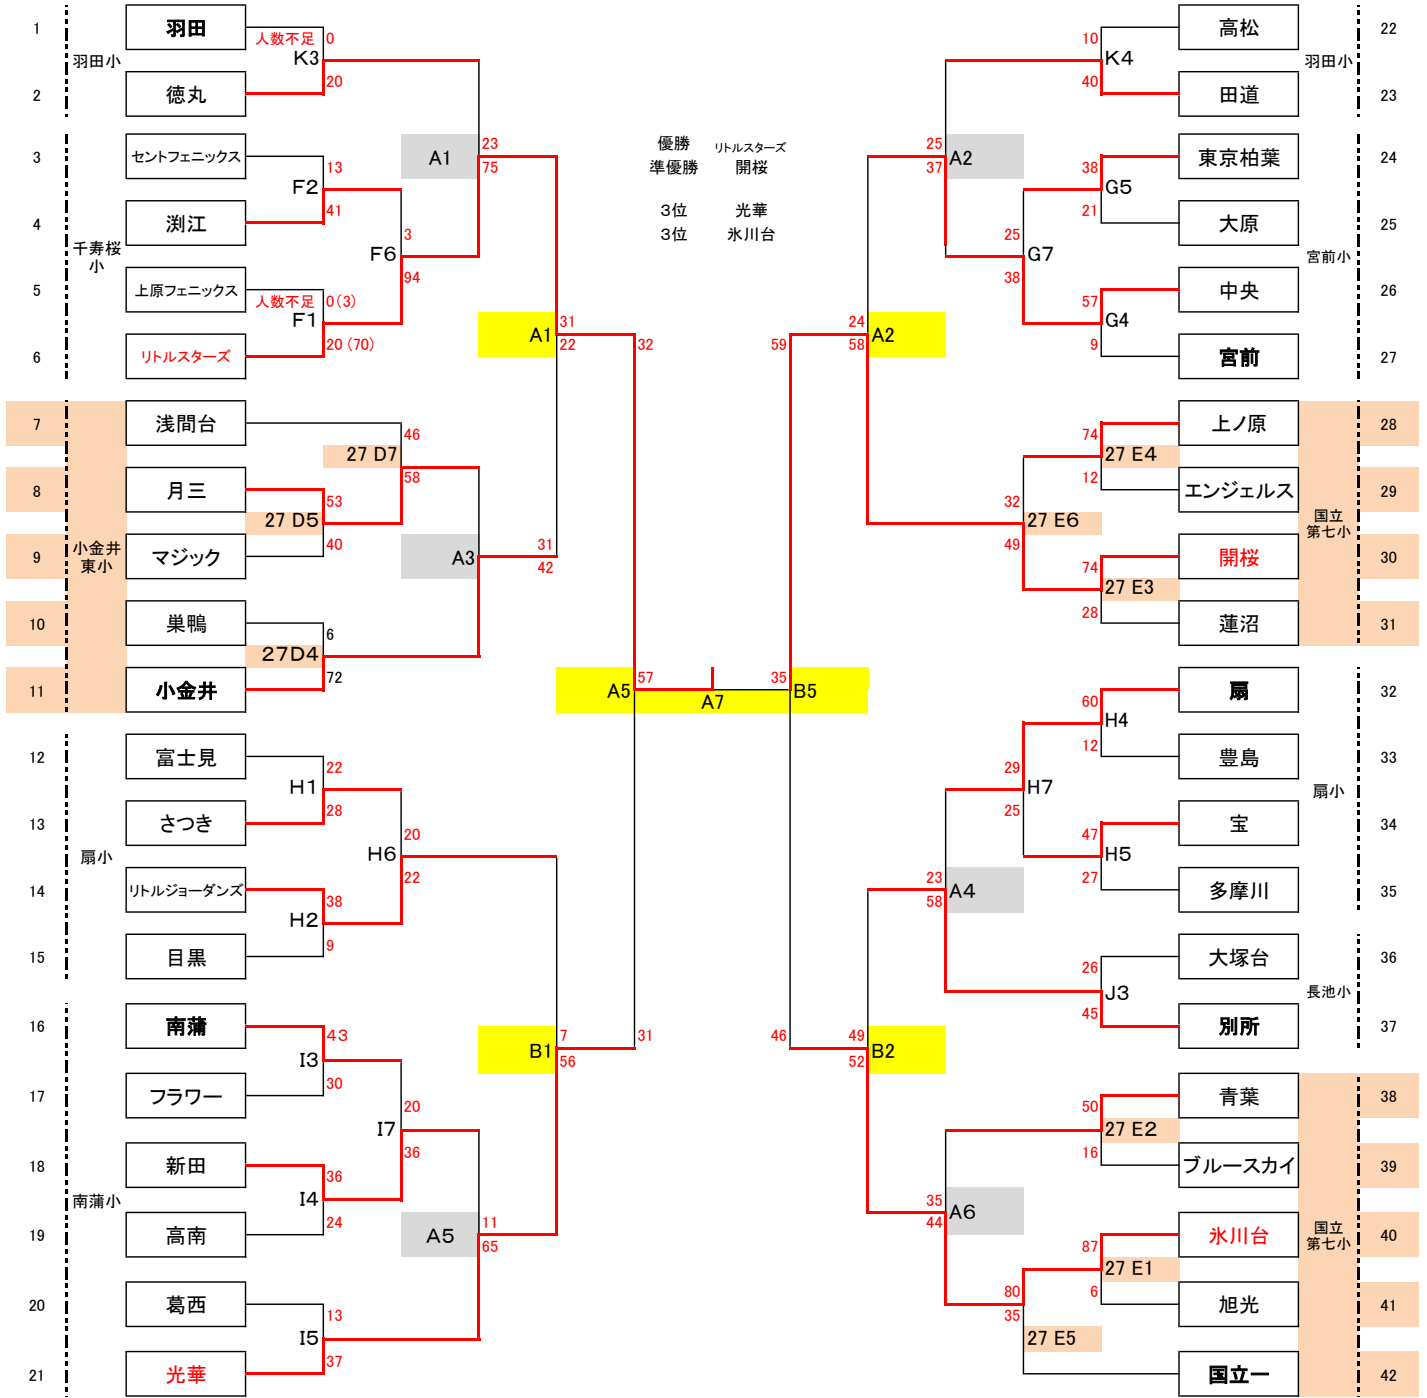 優勝 リトルスターズ
準優勝 開桜
3位 光華
3位 氷川台
1 羽田 人数不足 0
羽田小 K3
2 徳丸 20
3 セントフェニックス 13
F2
4 渕江 41
千寿桜
小
3
F6
94
5 上原フェニックス 人数不足 0(3)
F1
6 リトルスターズ 20 (70)
A1 23
75
A1 31
22
32
7 浅間台 46
27 D7
58
8 月三 53
27 D5
9 マジック 40
小金井
東小
A3 31
42
10 巣鴨 6
27D4
11 小金井 72
A5 57
A7
35 B5
12 富士見 22
H1
13 さつき 28
扇小
20
H6
22
14 リトルジョーダンズ 38
H2
15 目黒 9
16 南蒲 43
I3
17 フラワー 30
20
I7
36
18 新田 36
I4
19 高南 24
南蒲小
A5 11
65
B1 7
56
31
20 葛西 13
I5
21 光華 37
10 高松 22
K4 羽田小
40 田道 23
38 東京柏葉 24
G5
21 大原 25
宮前小
25
G7
38
57 中央 26
G4
9 宮前 27
25 A2
37
24 A2
58
59
74 上ノ原 28
27 E4
12 エンジェルス 29
国立
第七小
32
27 E6
49
74 開桜 30
27 E3
28 蓮沼 31
60 扇 32
H4
12 豊島 33
扇小
29
H7
25
47 宝 34
H5
27 多摩川 35
23 A4
58
26 大塚台 36
J3 長池小
45 別所 37
46
49 B2
52
50 青葉 38
27 E2
16 ブルースカイ 39
35 A6
44
国立
第七小
87 氷川台 40
27 E1
6 旭光 41
80
35
27 E5
国立一 42